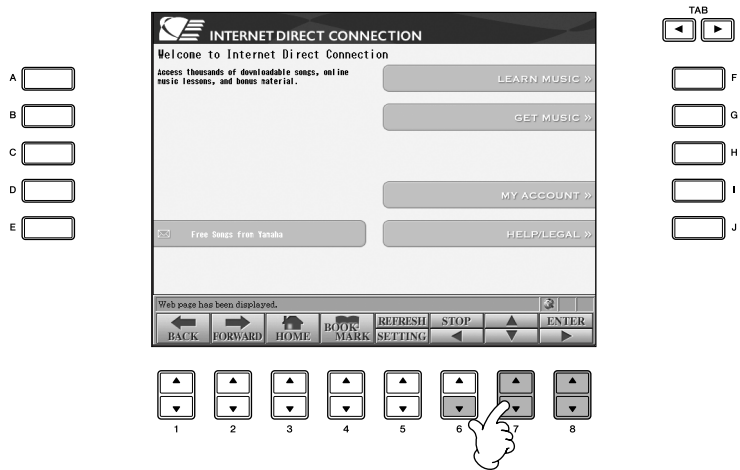 TAB
INTERNET DIRECT CONNECTION
Welcome to Internet Direct Connection
Access thousands of downloadable songs, online
music lessons, and bonus material.
LEARN MUSIC »
GET MUSIC »
MY ACCOUNT »
Free Songs from Yamaha
HELP/LEGAL »
A
B
C
D
E
F
G
H
I
J
Web page has been displayed.
BACK
FORWARD
HOME
BOOK-
MARK
REFRESH
SETTING
STOP
ENTER
1
2
3
4
5
6
7
8